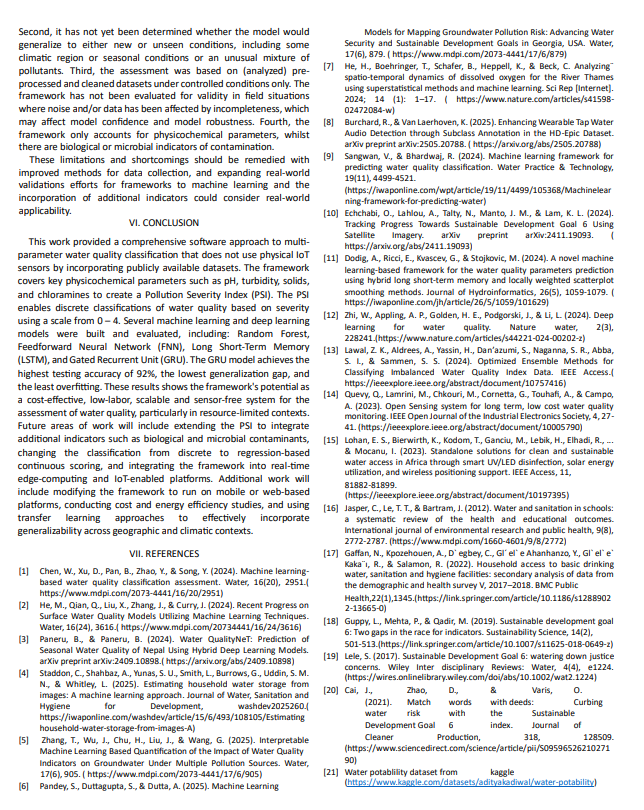 Second, it has not yet been determined whether the model would
generalize to either new or unseen conditions, including some
climatic region or seasonal conditions or an unusual mixture of
pollutants. Third, the assessment was based on (analyzed) pre-
processed and cleaned datasets under controlled conditions only. The
framework has not been evaluated for validity in field situations
where noise and/or data has been affected by incompleteness, which
may affect model confidence and model robustness. Fourth, the
framework only accounts for physicochemical parameters, whilst
there are biological or microbial indicators of contamination.
These limitations and shortcomings should be remedied with
improved methods for data collection, and expanding real-world
validations efforts for frameworks to machine learning and the
incorporation of additional indicators could consider real-world
applicability.
VI. CONCLUSION
This work provided a comprehensive software approach to multi-
parameter water quality classification that does not use physical IoT
sensors by incorporating publicly available datasets. The framework
covers key physicochemical parameters such as pH, turbidity, solids,
and chloramines to create a Pollution Severity Index (PSI). The PSI
enables discrete classifications of water quality based on severity
using a scale from 0 – 4. Several machine learning and deep learning
models were built and evaluated, including: Random Forest,
Feedforward Neural Network (FNN), Long Short-Term Memory
(LSTM), and Gated Recurrent Unit (GRU). The GRU model achieves the
highest testing accuracy of 92%, the lowest generalization gap, and
the least overfitting. These results shows the framework's potential as
a cost-effective, low-labor, scalable and sensor-free system for the
assessment of water quality, particularly in resource-limited contexts.
Future areas of work will include extending the PSI to integrate
additional indicators such as biological and microbial contaminants,
changing the classification from discrete to regression-based
continuous scoring, and integrating the framework into real-time
edge-computing and IoT-enabled platforms. Additional work will
include modifying the framework to run on mobile or web-based
platforms, conducting cost and energy efficiency studies, and using
transfer learning approaches to effectively incorporate
generalizability across geographic and climatic contexts.
VII. REFERENCES
[1] Chen, W., Xu, D., Pan, B., Zhao, Y., & Song, Y. (2024). Machine learning-
based water quality classification assessment. Water, 16(20), 2951.(
https://www.mdpi.com/2073-4441/16/20/2951)
[2] He, M., Qian, Q., Liu, X., Zhang, J., & Curry, J. (2024). Recent Progress on
Surface Water Quality Models Utilizing Machine Learning Techniques.
Water, 16(24), 3616.( https://www.mdpi.com/20734441/16/24/3616)
[3] Paneru, B., & Paneru, B. (2024). Water QualityNet: Prediction of
Seasonal Water Quality of Nepal Using Hybrid Deep Learning Models.
arXiv preprint arXiv:2409.10898.( https://arxiv.org/abs/2409.10898)
[4] Staddon, C., Shahbaz, A., Yunas, S. U., Smith, L., Burrows, G., Uddin, S. M.
N., & Whitley, L. (2025). Estimating household water storage from
images: A machine learning approach. Journal of Water, Sanitation and
Hygiene for Development, washdev2025260.(
https://iwaponline.com/washdev/article/15/6/493/108105/Estimating
household-water-storage-from-images-A)
[5] Zhang, T., Wu, J., Chu, H., Liu, J., & Wang, G. (2025). Interpretable
Machine Learning Based Quantification of the Impact of Water Quality
Indicators on Groundwater Under Multiple Pollution Sources. Water,
17(6), 905. ( https://www.mdpi.com/2073-4441/17/6/905)
[6] Pandey, S., Duttagupta, S., & Dutta, A. (2025). Machine Learning
Models for Mapping Groundwater Pollution Risk: Advancing Water
Security and Sustainable Development Goals in Georgia, USA. Water,
17(6), 879. ( https://www.mdpi.com/2073-4441/17/6/879)
[7] He, H., Boehringer, T., Schafer, B., Heppell, K., & Beck, C. Analyzing¨
spatio-temporal dynamics of dissolved oxygen for the River Thames
using superstatistical methods and machine learning. Sci Rep [Internet].
2024; 14 (1): 1–17. ( https://www.nature.com/articles/s41598-
02472084-w)
[8] Burchard, R., & Van Laerhoven, K. (2025). Enhancing Wearable Tap Water
Audio Detection through Subclass Annotation in the HD-Epic Dataset.
arXiv preprint arXiv:2505.20788. ( https://arxiv.org/abs/2505.20788)
[9] Sangwan, V., & Bhardwaj, R. (2024). Machine learning framework for
predicting water quality classification. Water Practice & Technology,
19(11), 4499-4521.
(https://iwaponline.com/wpt/article/19/11/4499/105368/Machinelear
ning-framework-for-predicting-water)
[10] Echchabi, O., Lahlou, A., Talty, N., Manto, J. M., & Lam, K. L. (2024).
Tracking Progress Towards Sustainable Development Goal 6 Using
Satellite Imagery. arXiv preprint arXiv:2411.19093. (
https://arxiv.org/abs/2411.19093)
[11] Dodig, A., Ricci, E., Kvascev, G., & Stojkovic, M. (2024). A novel machine
learning-based framework for the water quality parameters prediction
using hybrid long short-term memory and locally weighted scatterplot
smoothing methods. Journal of Hydroinformatics, 26(5), 1059-1079. (
https://iwaponline.com/jh/article/26/5/1059/101629)
[12] Zhi, W., Appling, A. P., Golden, H. E., Podgorski, J., & Li, L. (2024). Deep
learning for water quality. Nature water, 2(3),
228241.(https://www.nature.com/articles/s44221-024-00202-z)
[13] Lawal, Z. K., Aldrees, A., Yassin, H., Dan'azumi, S., Naganna, S. R., Abba,
S. I., & Sammen, S. S. (2024). Optimized Ensemble Methods for
Classifying Imbalanced Water Quality Index Data. IEEE Access.(
https://ieeexplore.ieee.org/abstract/document/10757416)
[14] Quevy, Q., Lamrini, M., Chkouri, M., Cornetta, G., Touhafi, A., & Campo,
A. (2023). Open Sensing system for long term, low cost water quality
monitoring. IEEE Open Journal of the Industrial Electronics Society, 4, 27-
41. (https://ieeexplore.ieee.org/abstract/document/10005790)
[15] Lohan, E. S., Bierwirth, K., Kodom, T., Ganciu, M., Lebik, H., Elhadi, R., ...
& Mocanu, I. (2023). Standalone solutions for clean and sustainable
water access in Africa through smart UV/LED disinfection, solar energy
utilization, and wireless positioning support. IEEE Access, 11,
81882-81899.
(https://ieeexplore.ieee.org/abstract/document/10197395)
[16] Jasper, C., Le, T. T., & Bartram, J. (2012). Water and sanitation in schools:
a systematic review of the health and educational outcomes.
International journal of environmental research and public health, 9(8),
2772-2787. (https://www.mdpi.com/1660-4601/9/8/2772)
[17] Gaffan, N., Kpozehouen, A., D` egbey, C., Gl` el` e Ahanhanzo, Y., Gl` el` e`
Kaka¨ı, R., & Salamon, R. (2022). Household access to basic drinking
water, sanitation and hygiene facilities: secondary analysis of data from
the demographic and health survey V, 2017–2018. BMC Public
Health,22(1),1345.(https://link.springer.com/article/10.1186/s1288902
2-13665-0)
[18] Guppy, L., Mehta, P., & Qadir, M. (2019). Sustainable development goal
6: Two gaps in the race for indicators. Sustainability Science, 14(2),
501-513.(https://link.springer.com/article/10.1007/s11625-018-0649-z)
[19] Lele, S. (2017). Sustainable Development Goal 6: watering down justice
concerns. Wiley Inter disciplinary Reviews: Water, 4(4), e1224.
(https://wires.onlinelibrary.wiley.com/doi/abs/10.1002/wat2.1224)
[20] Cai, J., Zhao, D., & Varis, O.
(2021). Match words with deeds: Curbing
water risk with the Sustainable
Development Goal 6 index. Journal of
Cleaner Production, 318, 128509.
(https://www.sciencedirect.com/science/article/pii/S09596526210271
90)
[21] Water potablility dataset from kaggle
(https://www.kaggle.com/datasets/adityakadiwal/water-potability)